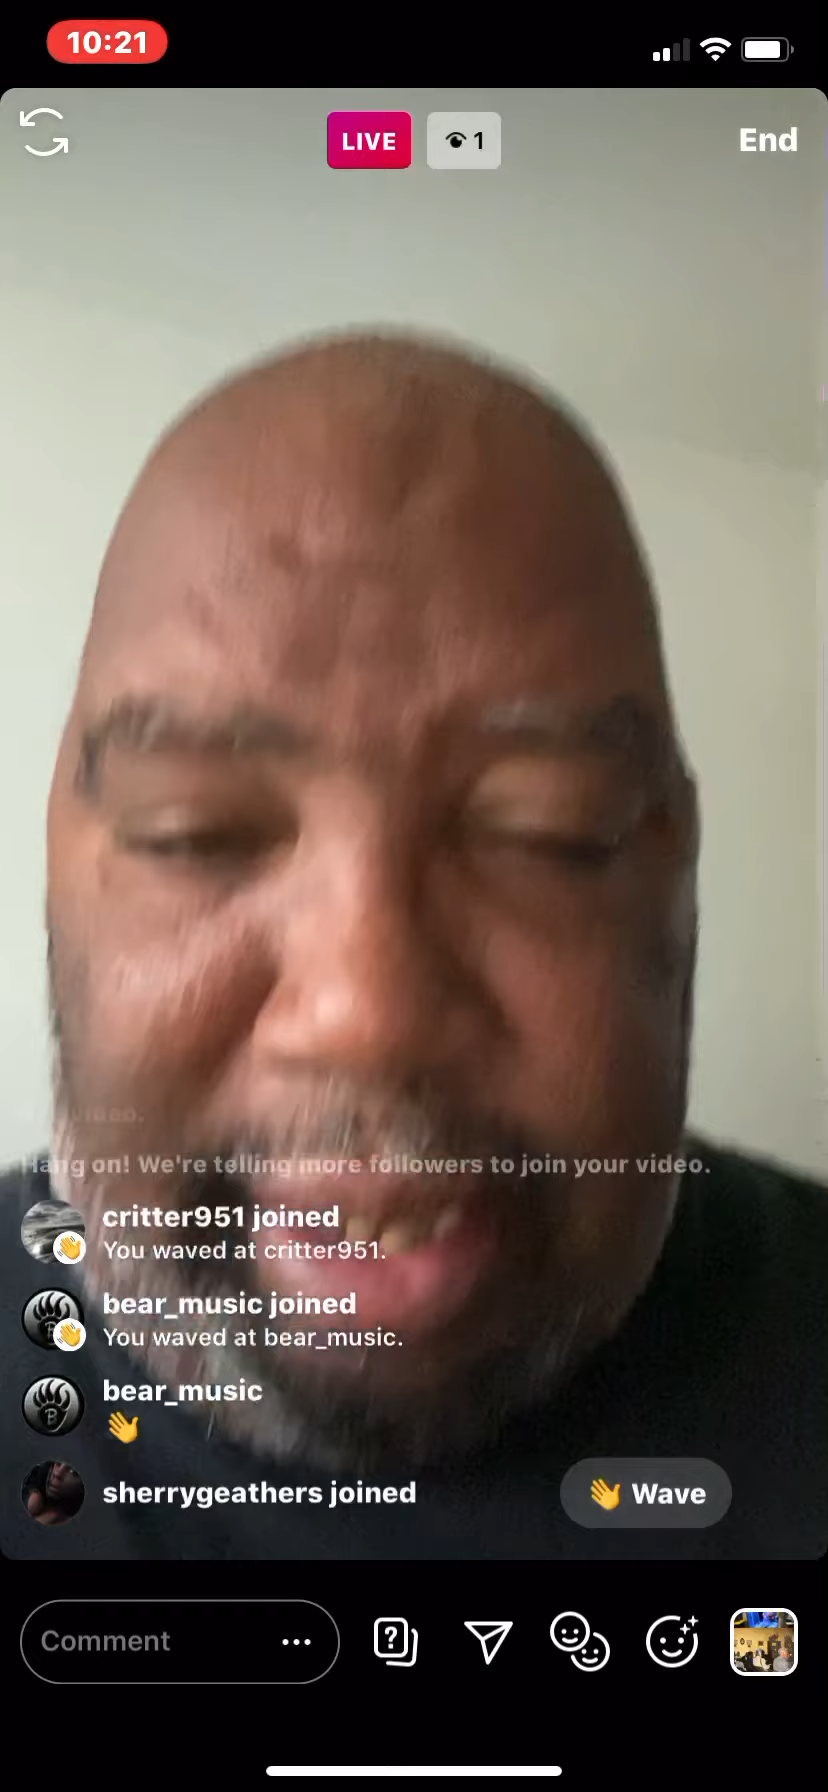 10:21
LIVE
1
End
video.
Hang on! We're telling more followers to join your video.
critter951 joined
You waved at critter951.
bear_music joined
You waved at bear_music.
bear_music
👋
sherrygeathers joined
👋 Wave
Comment